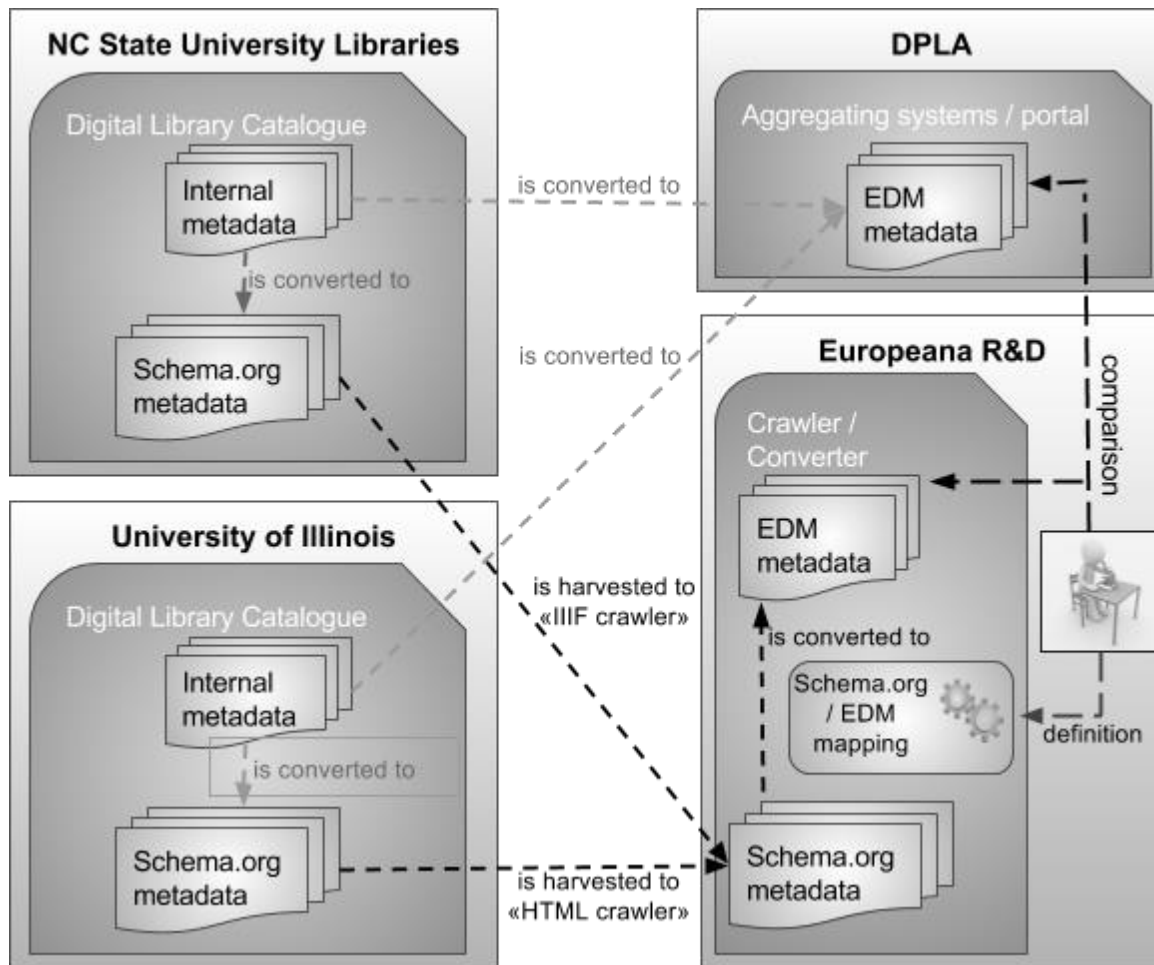 NC State University Libraries
Digital Library Catalogue
Internal
metadata
is converted to
Schema.org
metadata
University of Illinois
Digital Library Catalogue
Internal
metadata
is converted to
Schema.org
metadata
is converted to
is converted to
is harvested to
«IIIF crawler»
is harvested to
«HTML crawler»
DPLA
Aggregating systems / portal
EDM
metadata
Europeana R&D
Crawler /
Converter
EDM
metadata
is converted to
Schema.org
/ EDM
mapping
Schema.org
metadata
comparison
definition